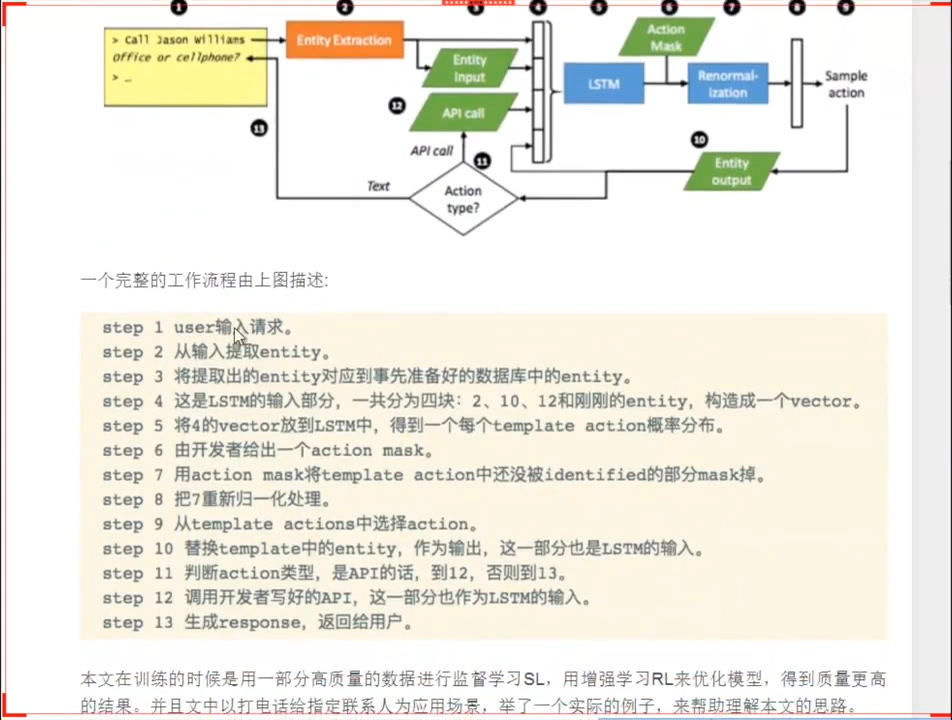 1
2
3
4
5
6
7
8
9
> Call Jason Williams
Office or cellphone?
> _
Entity Extraction
Entity Input
API call
LSTM
Action Mask
Renormal-ization
Sample action
10
Entity output
11
12
13
API call
Text
Action type?
一个完整的工作流程由上图描述:
step 1 user输入请求。
step 2 从输入提取entity。
step 3 将提取出的entity对应到事先准备好的数据库中的entity。
step 4 这是LSTM的输入部分，一共分为四块：2、10、12和刚刚的entity，构造成一个vector。
step 5 将4的vector放到LSTM中，得到一个每个template action概率分布。
step 6 由开发者给出一个action mask。
step 7 用action mask将template action中还没被identified的部分mask掉。
step 8 把7重新归一化处理。
step 9 从template actions中选择action。
step 10 替换template中的entity，作为输出，这一部分也是LSTM的输入。
step 11 判断action类型，是API的话，到12，否则到13。
step 12 调用开发者写好的API，这一部分也作为LSTM的输入。
step 13 生成response，返回给用户。
本文在训练的时候是用一部分高质量的数据进行监督学习SL，用增强学习RL来优化模型，得到质量更高
的结果。并且文中以打电话给指定联系人为应用场景，举了一个实际的例子，来帮助理解本文的思路。